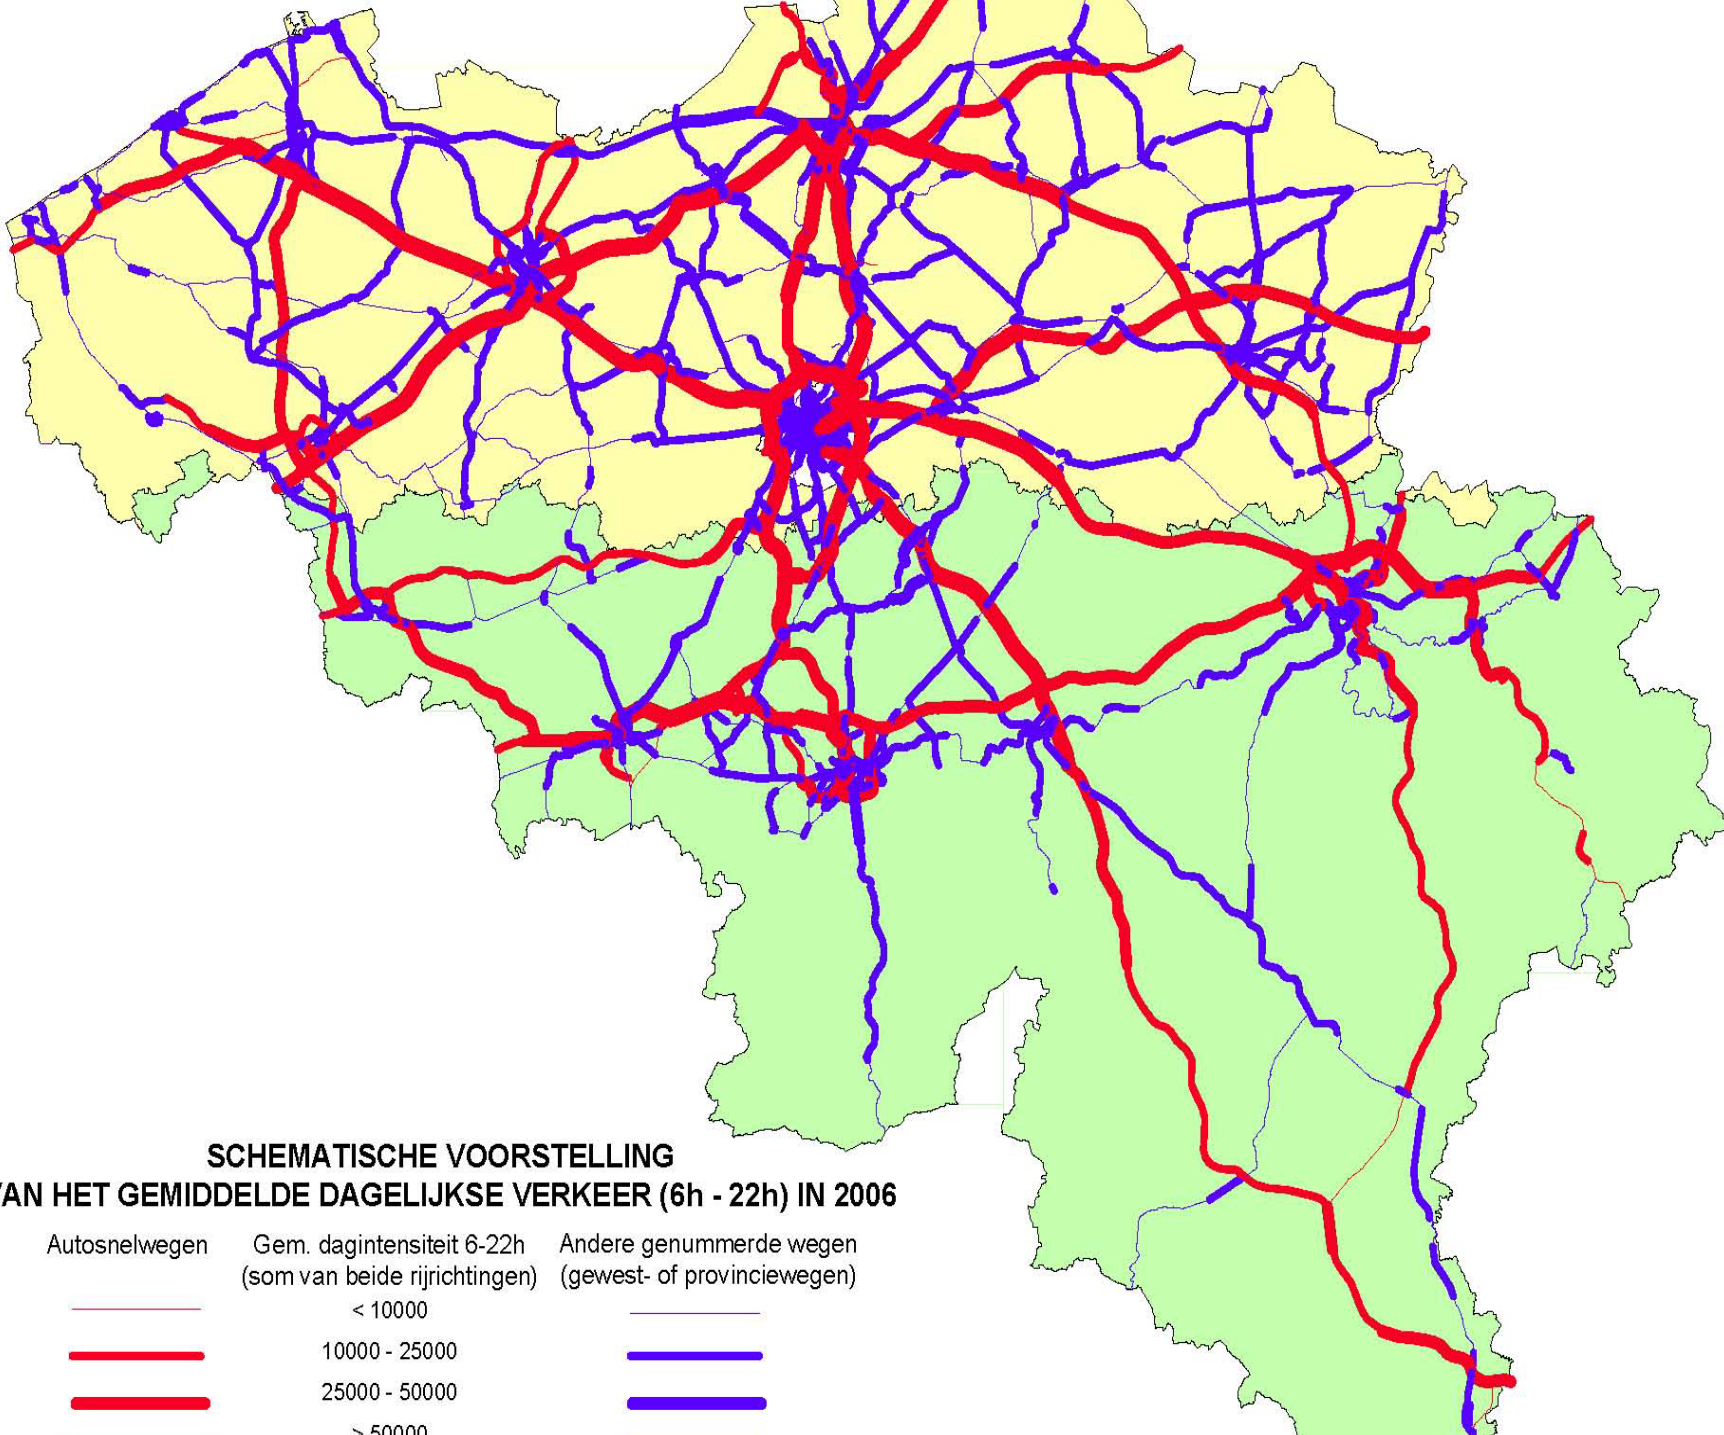 SCHEMATISCHE VOORSTELLING
VAN HET GEMIDDELDE DAGELIJKSE VERKEER (6h - 22h) IN 2006
Autosnelwegen
Gem. dagintensiteit 6-22h
(som van beide rijrichtingen)
Andere genummerde wegen
(gewest- of provinciewegen)
< 10000
10000 - 25000
25000 - 50000
> 50000